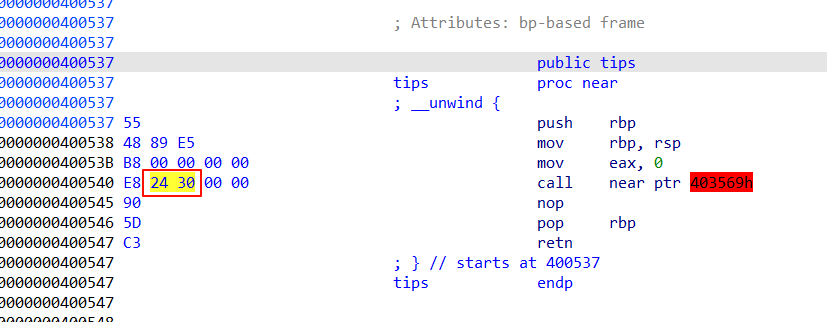 0000000400537
0000000400537 ; Attributes: bp-based frame
0000000400537
0000000400537 public tips
0000000400537 tips proc near
0000000400537 ; __unwind {
0000000400537 55 push rbp
0000000400538 48 89 E5 mov rbp, rsp
000000040053B B8 00 00 00 00 mov eax, 0
0000000400540 E8 24 30 00 00 call near ptr 403569h
0000000400545 90 nop
0000000400546 5D pop rbp
0000000400547 C3 retn
0000000400547 ; } // starts at 400537
0000000400547 tips endp
0000000400547